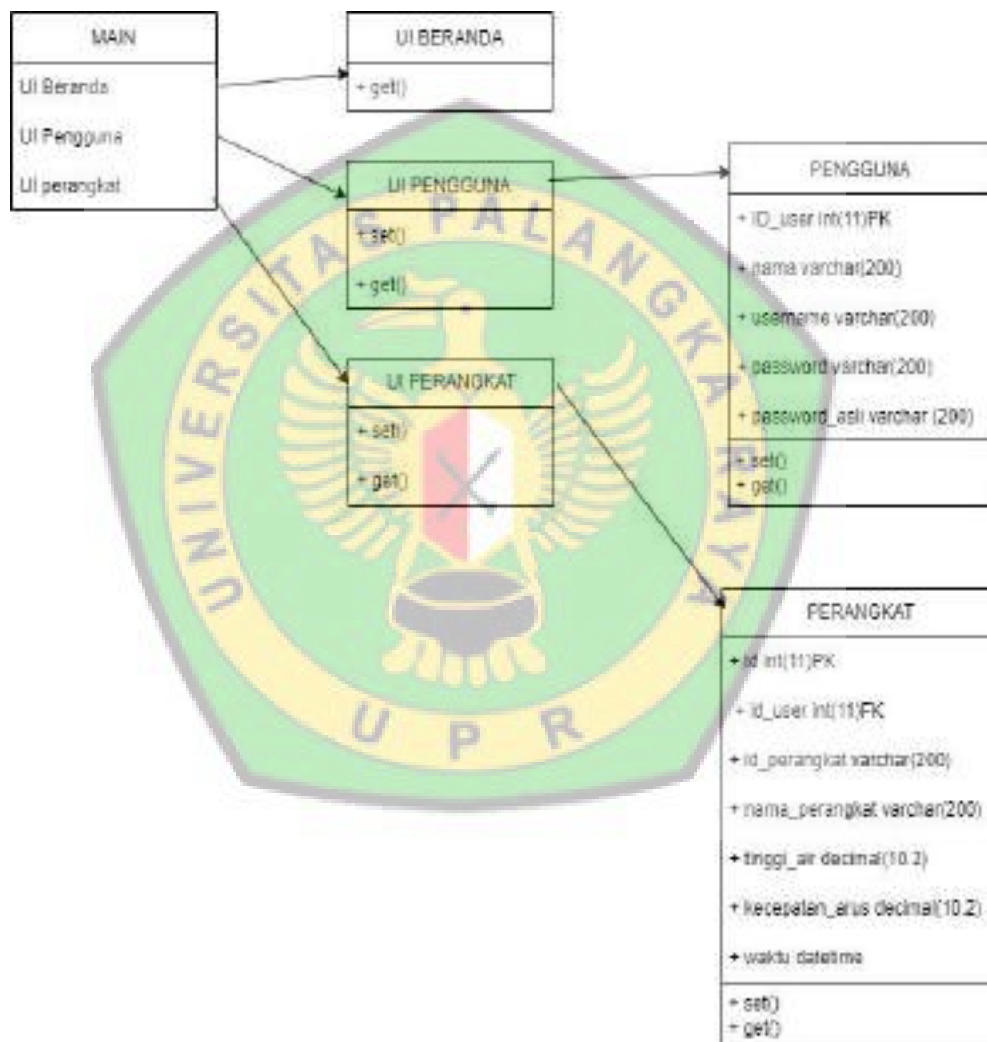 MAIN
UI Beranda
UI Pengguna
UI perangkat
UI BERANDA
+ get()
UI PENGGUNA
+ set()
+ get()
UI PERANGKAT
+ set()
+ get()
PENGGUNA
+ ID_user int(11)PK
+ nama varchar(200)
+ username varchar(200)
+ password varchar(200)
+ password_asli varchar (200)
+ set()
+ get()
PERANGKAT
+ id int(11)PK
+ id_user int(11)FK
+ id_perangkat varchar(200)
+ nama_perangkat varchar(200)
+ tinggi_air decimal(10.2)
+ kecepatan_arus decimal(10.2)
+ waktu datetime
+ set()
+ get()
UNIVERSITAS PALANGKA RAYA
UPR